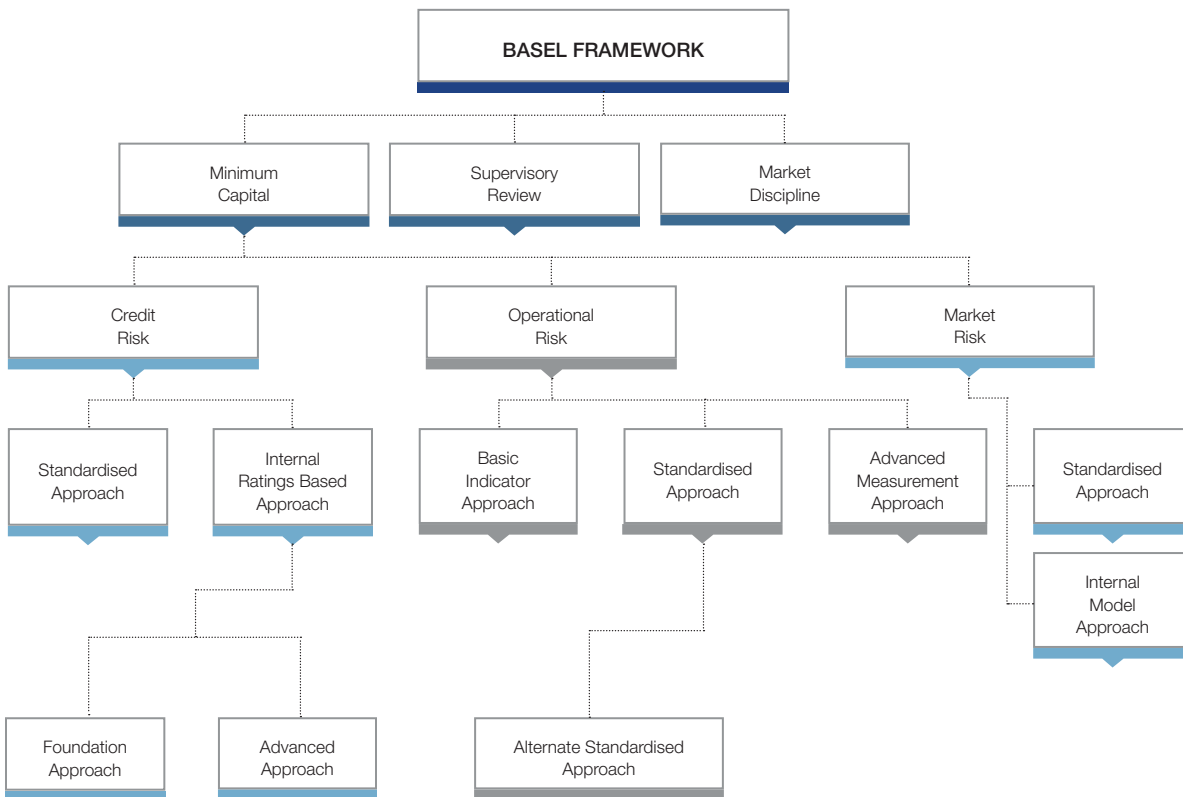 BASEL FRAMEWORK
Minimum
Capital
Supervisory
Review
Market
Discipline
Credit
Risk
Operational
Risk
Market
Risk
Standardised
Approach
Internal
Ratings Based
Approach
Basic
Indicator
Approach
Standardised
Approach
Advanced
Measurement
Approach
Standardised
Approach
Internal
Model
Approach
Foundation
Approach
Advanced
Approach
Alternate Standardised
Approach